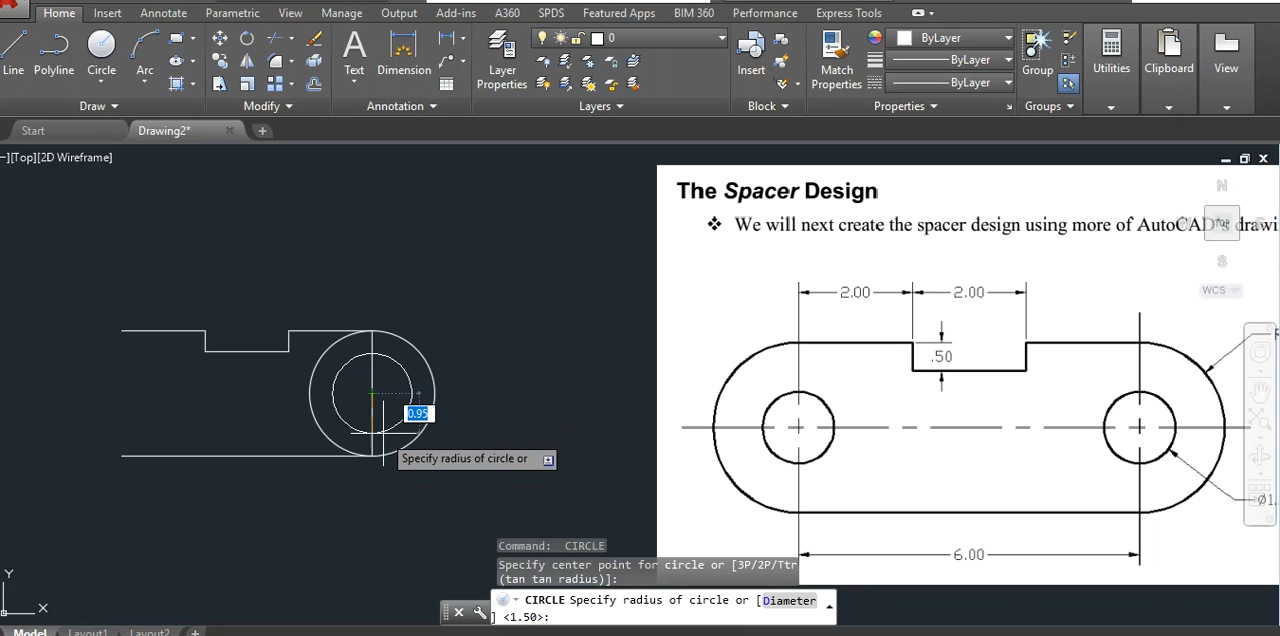 Home Insert Annotate Parametric View Manage Output Add-ins A360 SPDS Featured Apps BIM 360 Performance Express Tools
0
ByLayer
ByLayer
ByLayer
Line Polyline Circle Arc Text Dimension Layer Properties Insert Match Properties Group Utilities Clipboard View
Draw Modify Annotation Layers Block Properties Groups
Start Drawing2*
][Top][2D Wireframe]
N
TOP
S
WCS
The Spacer Design
We will next create the spacer design using more of AutoCAD's
2.00 2.00
.50
Ø1.
6.00
0.95
Specify radius of circle or
Command: CIRCLE
Specify center point for circle or [3P/2P/Ttr
(tan tan radius)]:
CIRCLE Specify radius of circle or [Diameter
] <1.50>:
Y
X
Model Layout1 Layout2 +